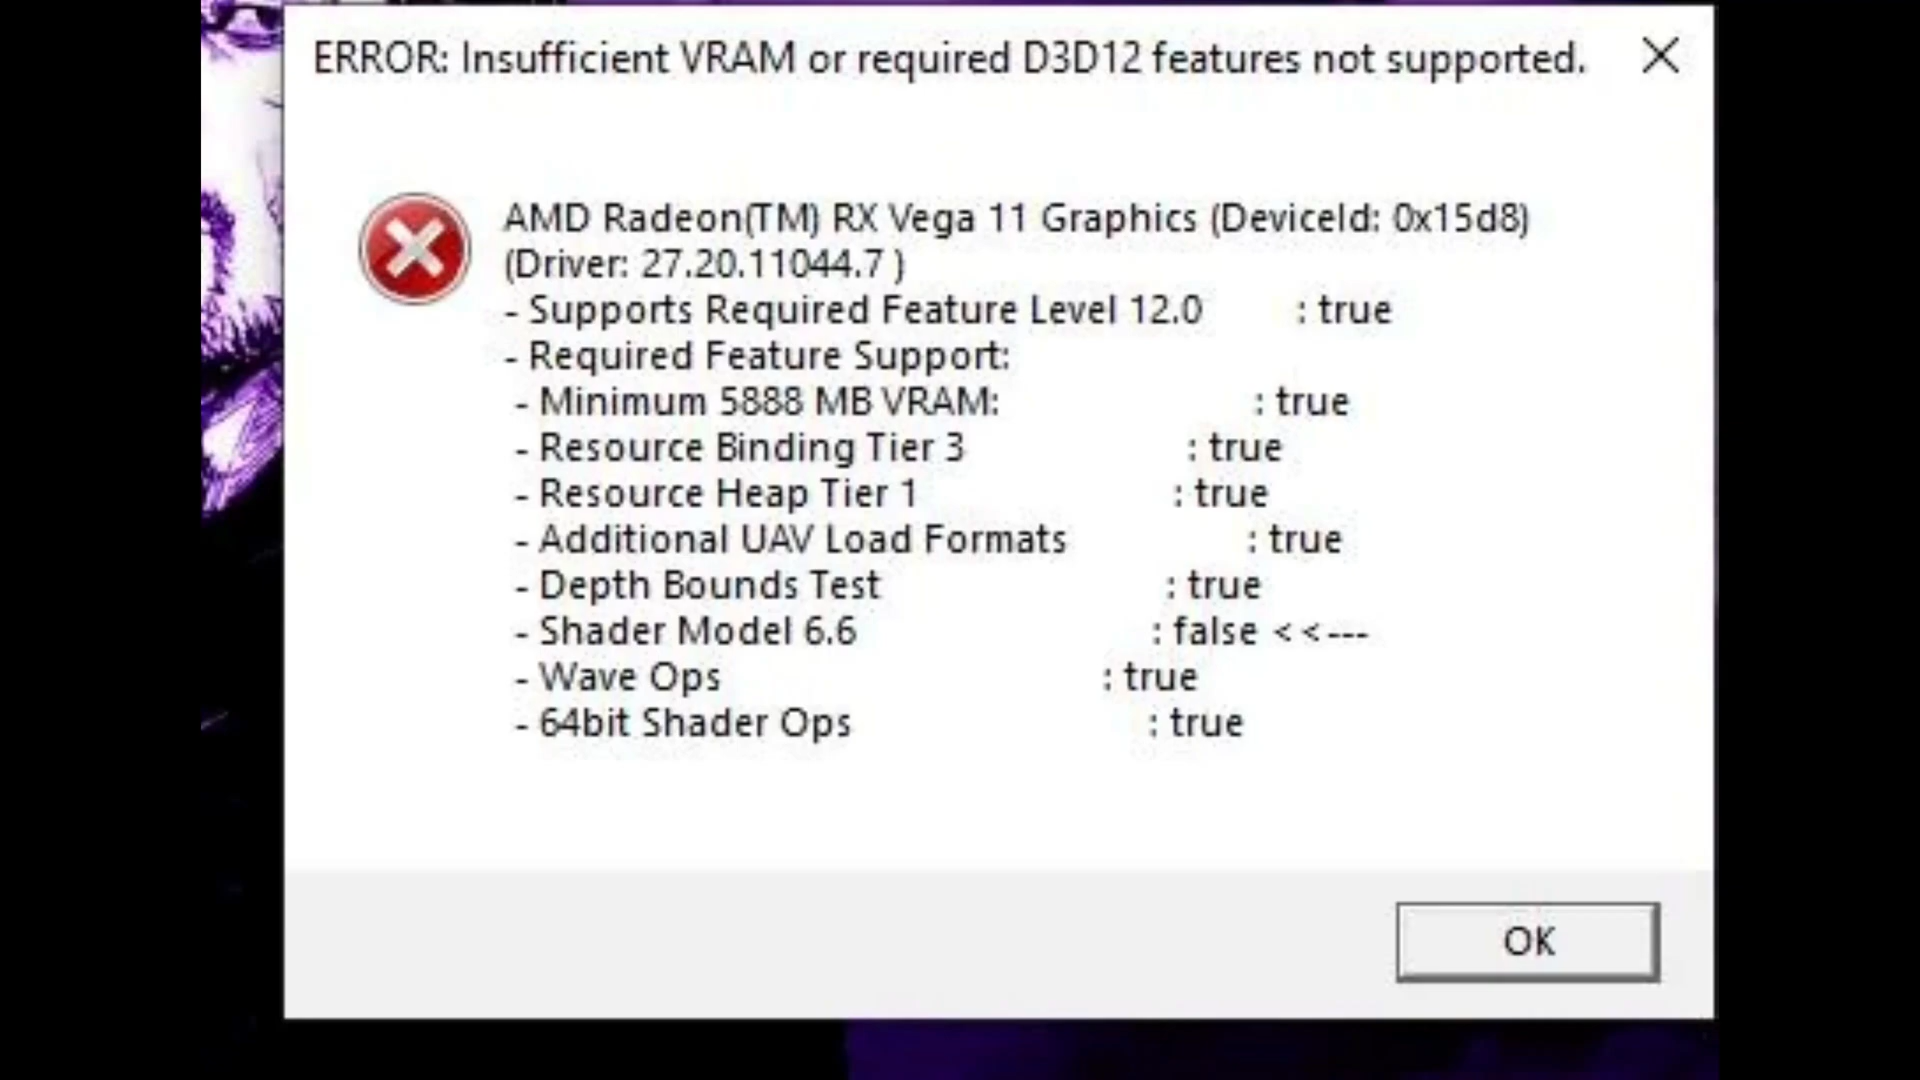 ERROR: Insufficient VRAM or required D3D12 features not supported.
AMD Radeon(TM) RX Vega 11 Graphics (DeviceId: 0x15d8)
(Driver: 27.20.11044.7 )
- Supports Required Feature Level 12.0 : true
- Required Feature Support:
- Minimum 5888 MB VRAM: : true
- Resource Binding Tier 3 : true
- Resource Heap Tier 1 : true
- Additional UAV Load Formats : true
- Depth Bounds Test : true
- Shader Model 6.6 : false <<---
- Wave Ops : true
- 64bit Shader Ops : true
OK